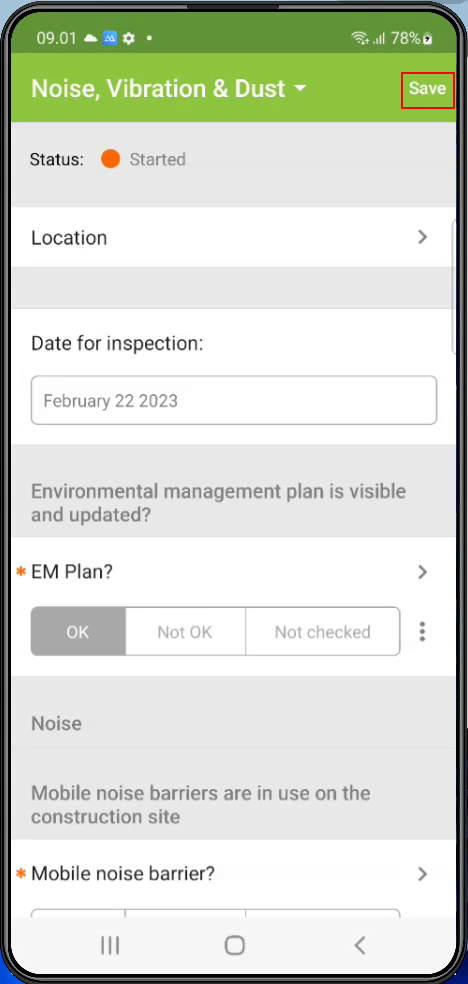 09.01
78%
Noise, Vibration & Dust
Save
Status:
Started
Location
Date for inspection:
February 22 2023
Environmental management plan is visible
and updated?
* EM Plan?
OK
Not OK
Not checked
Noise
Mobile noise barriers are in use on the
construction site
* Mobile noise barrier?